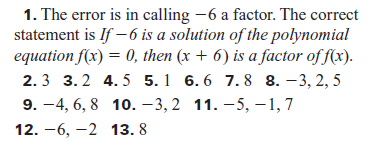 1. The error is in calling −6 a factor. The correct
statement is If −6 is a solution of the polynomial
equation f(x) = 0, then (x + 6) is a factor of f(x).
2. 3 3. 2 4. 5 5. 1 6. 6 7. 8 8. −3, 2, 5
9. −4, 6, 8 10. −3, 2 11. −5, −1, 7
12. −6, −2 13. 8